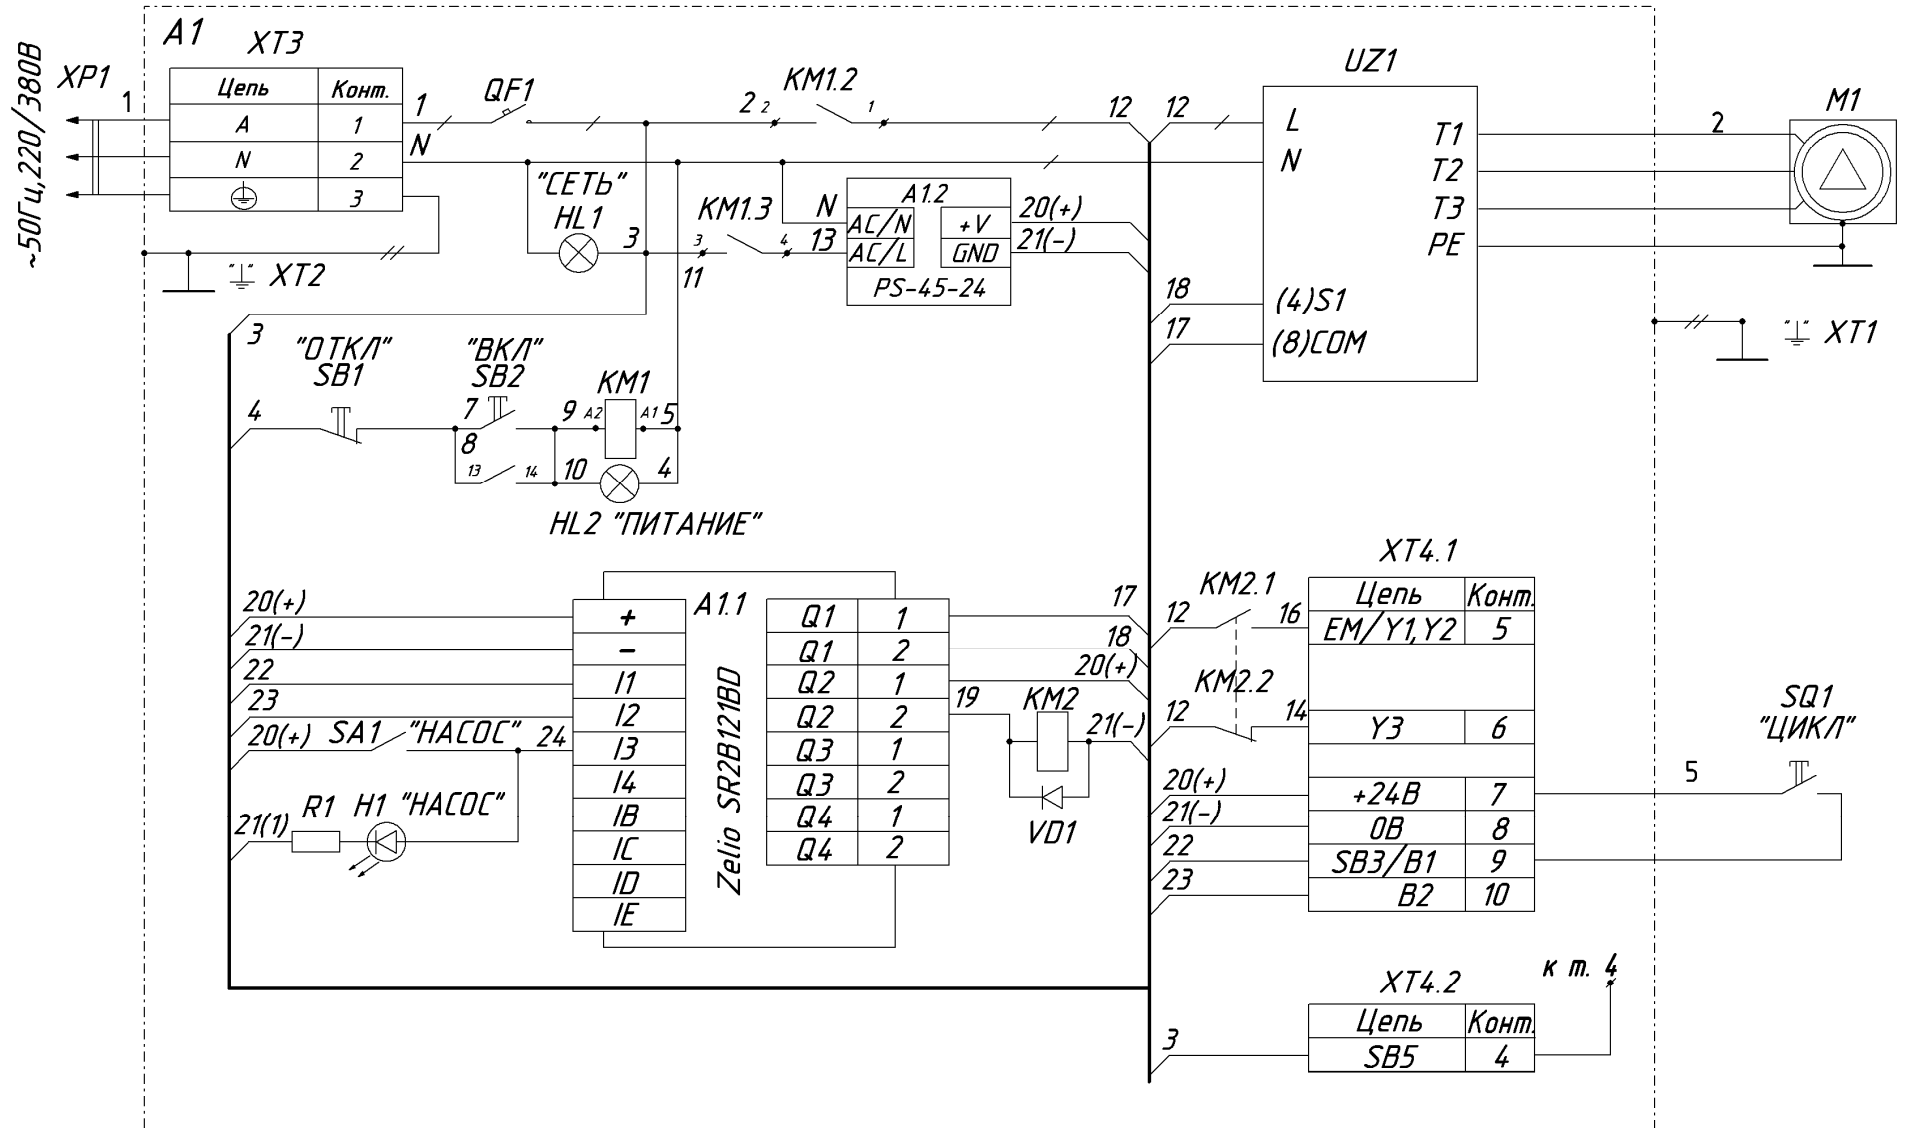 A1
XT3
~50Гц,220/380В
XP1
1
Цепь Конт.
A 1
N 2
3
1
N
QF1
2 2
KM1.2
1
12
12
UZ1
L
N
T1
T2
T3
PE
(4)S1
(8)COM
2
M1
"СЕТЬ"
HL1
3
KM1.3
3
4
11
N
13
A1.2
AC/N +V
AC/L GND
PS-45-24
20(+)
21(-)
18
17
"⊥" XT2
"⊥" XT1
3
"ОТКЛ"
SB1
"ВКЛ"
SB2
KM1
4
7
8
9
A2
A1
5
13
14
10
4
HL2 "ПИТАНИЕ"
20(+)
21(-)
22
23
20(+)
SA1 "НАСОС"
24
21(1)
R1 H1 "НАСОС"
A1.1
Zelio SR2B121BD
+
-
I1
I2
I3
I4
IB
IC
ID
IE
Q1 1
Q1 2
Q2 1
Q2 2
Q3 1
Q3 2
Q4 1
Q4 2
17
18
20(+)
19
KM2
21(-)
VD1
KM2.1
12
16
KM2.2
12
14
20(+)
21(-)
22
23
XT4.1
Цепь Конт.
EM/Y1,Y2 5
Y3 6
+24В 7
0В 8
SB3/B1 9
B2 10
5
SQ1
"ЦИКЛ"
к т. 4
XT4.2
Цепь Конт.
SB5 4
3